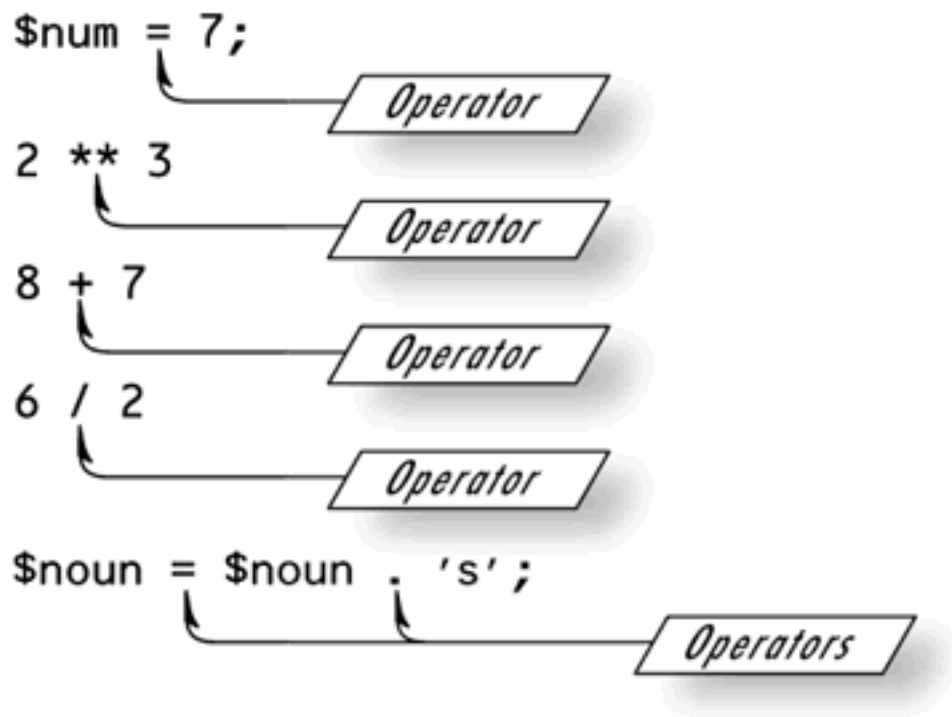 $num = 7;
Operator
2 ** 3
Operator
8 + 7
Operator
6 / 2
Operator
$noun = $noun . 's';
Operators